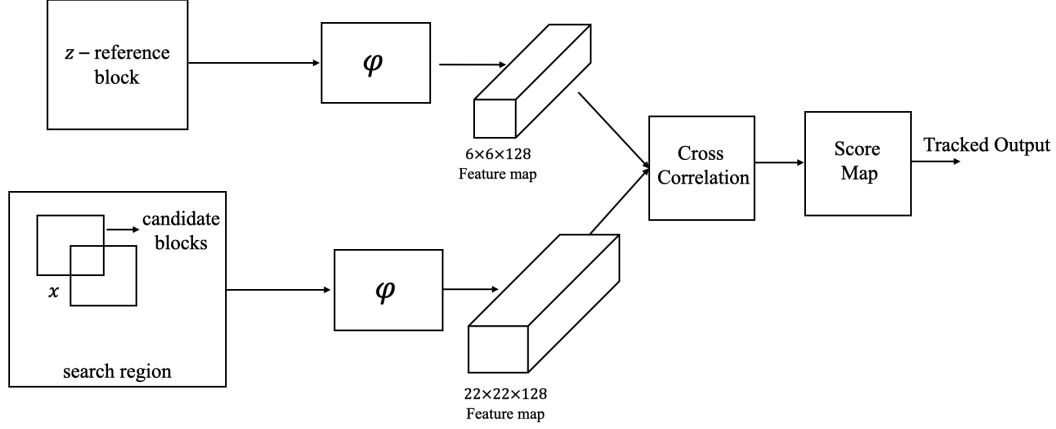 z – reference
block
φ
6×6×128
Feature map
Cross
Correlation
Score
Map
Tracked Output
candidate
blocks
x
search region
φ
22×22×128
Feature map